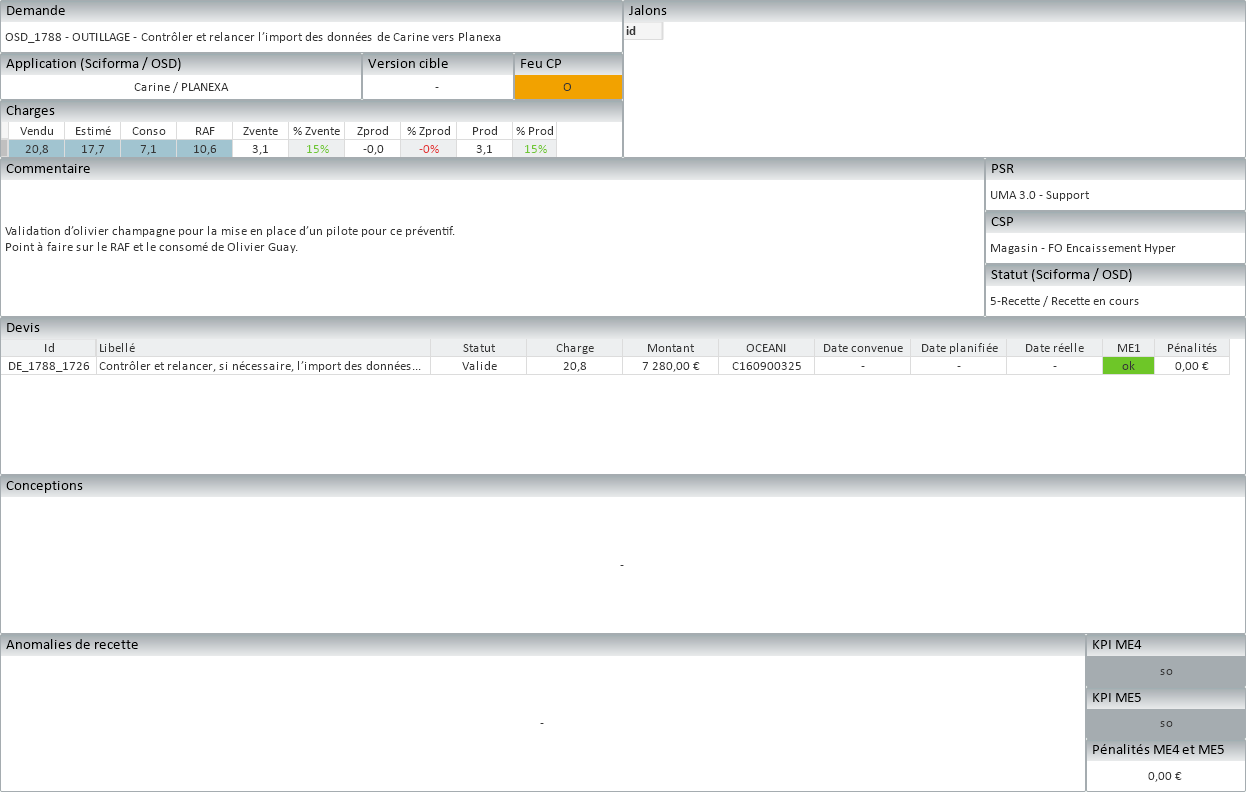 Demande
Jalons
OSD_1788 - OUTILLAGE - Contrôler et relancer l’import des données de Carine vers Planexa
id
Application (Sciforma / OSD) Version cible Feu CP
Carine / PLANEXA - O
Charges
Vendu Estimé Conso RAF Zvente % Zvente Zprod % Zprod Prod % Prod
20,8 17,7 7,1 10,6 3,1 15% -0,0 -0% 3,1 15%
Commentaire
PSR
UMA 3.0 - Support
CSP
Validation d’olivier champagne pour la mise en place d’un pilote pour ce préventif.
Point à faire sur le RAF et le consomé de Olivier Guay.
Magasin - FO Encaissement Hyper
Statut (Sciforma / OSD)
5-Recette / Recette en cours
Devis
Id Libellé Statut Charge Montant OCEANI Date convenue Date planifiée Date réelle ME1 Pénalités
DE_1788_1726 Contrôler et relancer, si nécessaire, l’import des données... Valide 20,8 7 280,00 € C160900325 - - - ok 0,00 €
Conceptions
-
Anomalies de recette
KPI ME4
so
KPI ME5
-
so
Pénalités ME4 et ME5
0,00 €